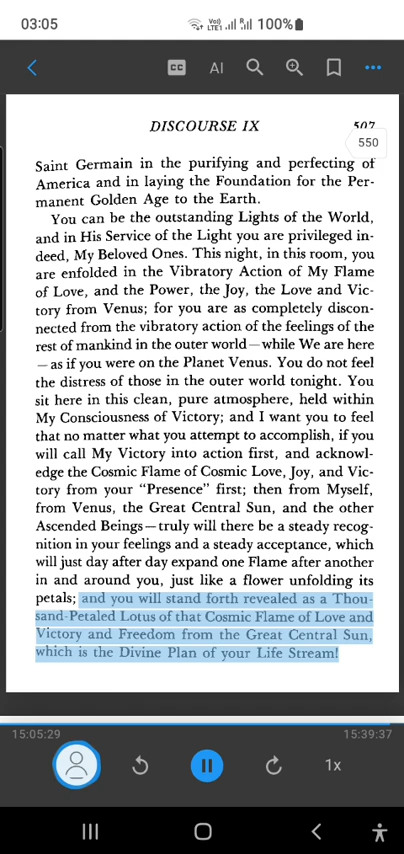 03:05
Vo)) LTE1 R 100%
CC AI
DISCOURSE IX 507
550
Saint Germain in the purifying and perfecting of
America and in laying the Foundation for the Per-
manent Golden Age to the Earth.
You can be the outstanding Lights of the World,
and in His Service of the Light you are privileged in-
deed, My Beloved Ones. This night, in this room, you
are enfolded in the Vibratory Action of My Flame
of Love, and the Power, the Joy, the Love and Vic-
tory from Venus; for you are as completely discon-
nected from the vibratory action of the feelings of the
rest of mankind in the outer world—while We are here
—as if you were on the Planet Venus. You do not feel
the distress of those in the outer world tonight. You
sit here in this clean, pure atmosphere, held within
My Consciousness of Victory; and I want you to feel
that no matter what you attempt to accomplish, if you
will call My Victory into action first, and acknowl-
edge the Cosmic Flame of Cosmic Love, Joy, and Vic-
tory from your “Presence” first; then from Myself,
from Venus, the Great Central Sun, and the other
Ascended Beings—truly will there be a steady recog-
nition in your feelings and a steady acceptance, which
will just day after day expand one Flame after another
in and around you, just like a flower unfolding its
petals; and you will stand forth revealed as a Thou-
sand-Petaled Lotus of that Cosmic Flame of Love and
Victory and Freedom from the Great Central Sun,
which is the Divine Plan of your Life Stream!
15:05:29 15:39:37
1x